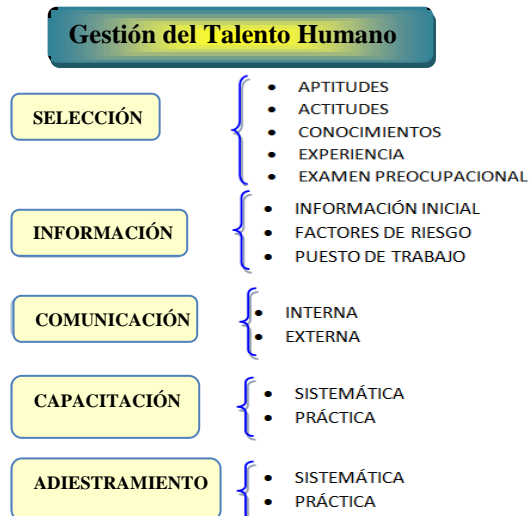 Gestión del Talento Humano
SELECCIÓN
• APTITUDES
• ACTITUDES
• CONOCIMIENTOS
• EXPERIENCIA
• EXAMEN PREOCUPACIONAL
INFORMACIÓN
• INFORMACIÓN INICIAL
• FACTORES DE RIESGO
• PUESTO DE TRABAJO
COMUNICACIÓN
• INTERNA
• EXTERNA
CAPACITACIÓN
• SISTEMÁTICA
• PRÁCTICA
ADIESTRAMIENTO
• SISTEMÁTICA
• PRÁCTICA